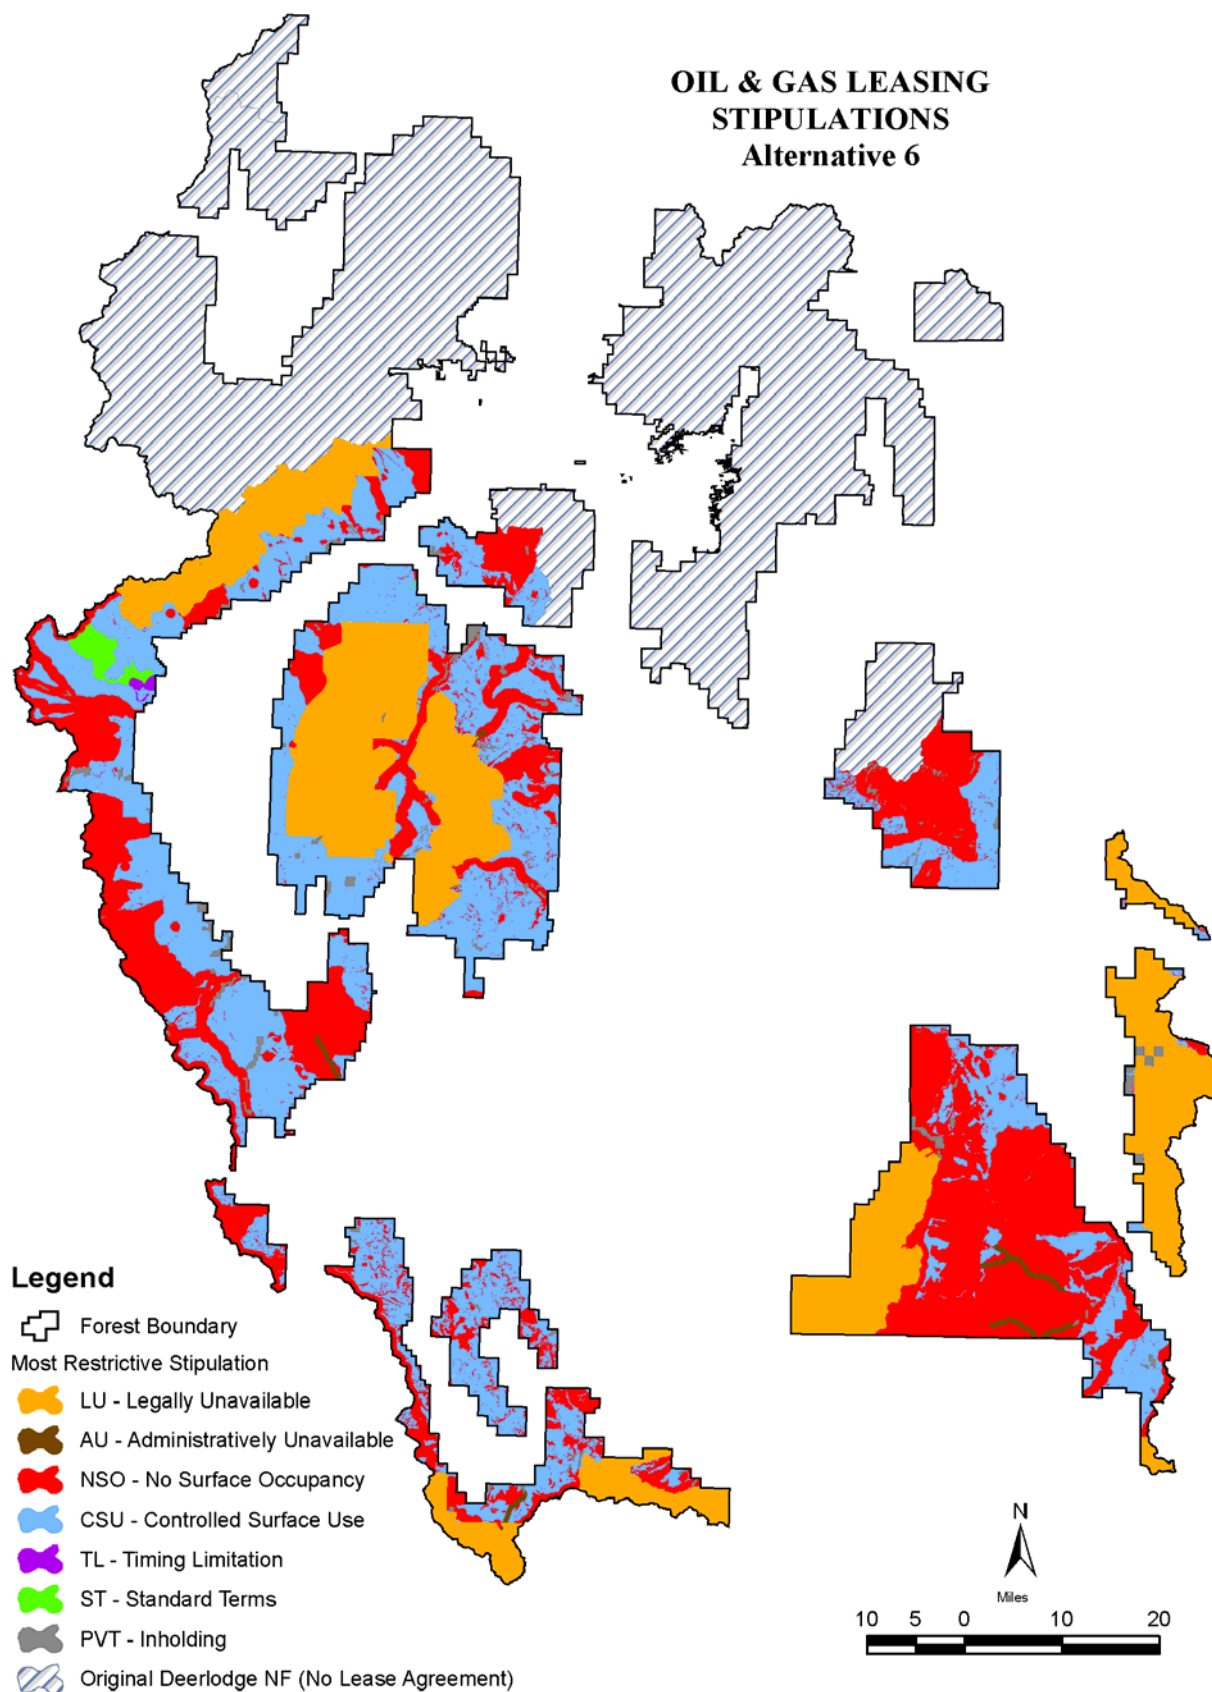 OIL & GAS LEASING
STIPULATIONS
Alternative 6
Legend
Forest Boundary
Most Restrictive Stipulation
LU - Legally Unavailable
AU - Administratively Unavailable
NSO - No Surface Occupancy
CSU - Controlled Surface Use
TL - Timing Limitation
ST - Standard Terms
PVT - Inholding
Original Deerlodge NF (No Lease Agreement)
N
Miles
10 5 0 10 20